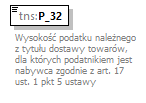 tns:P_32
Wysokość podatku należnego
z tytułu dostawy towarów,
dla których podatnikiem jest
nabywca zgodnie z art. 17
ust. 1 pkt 5 ustawy